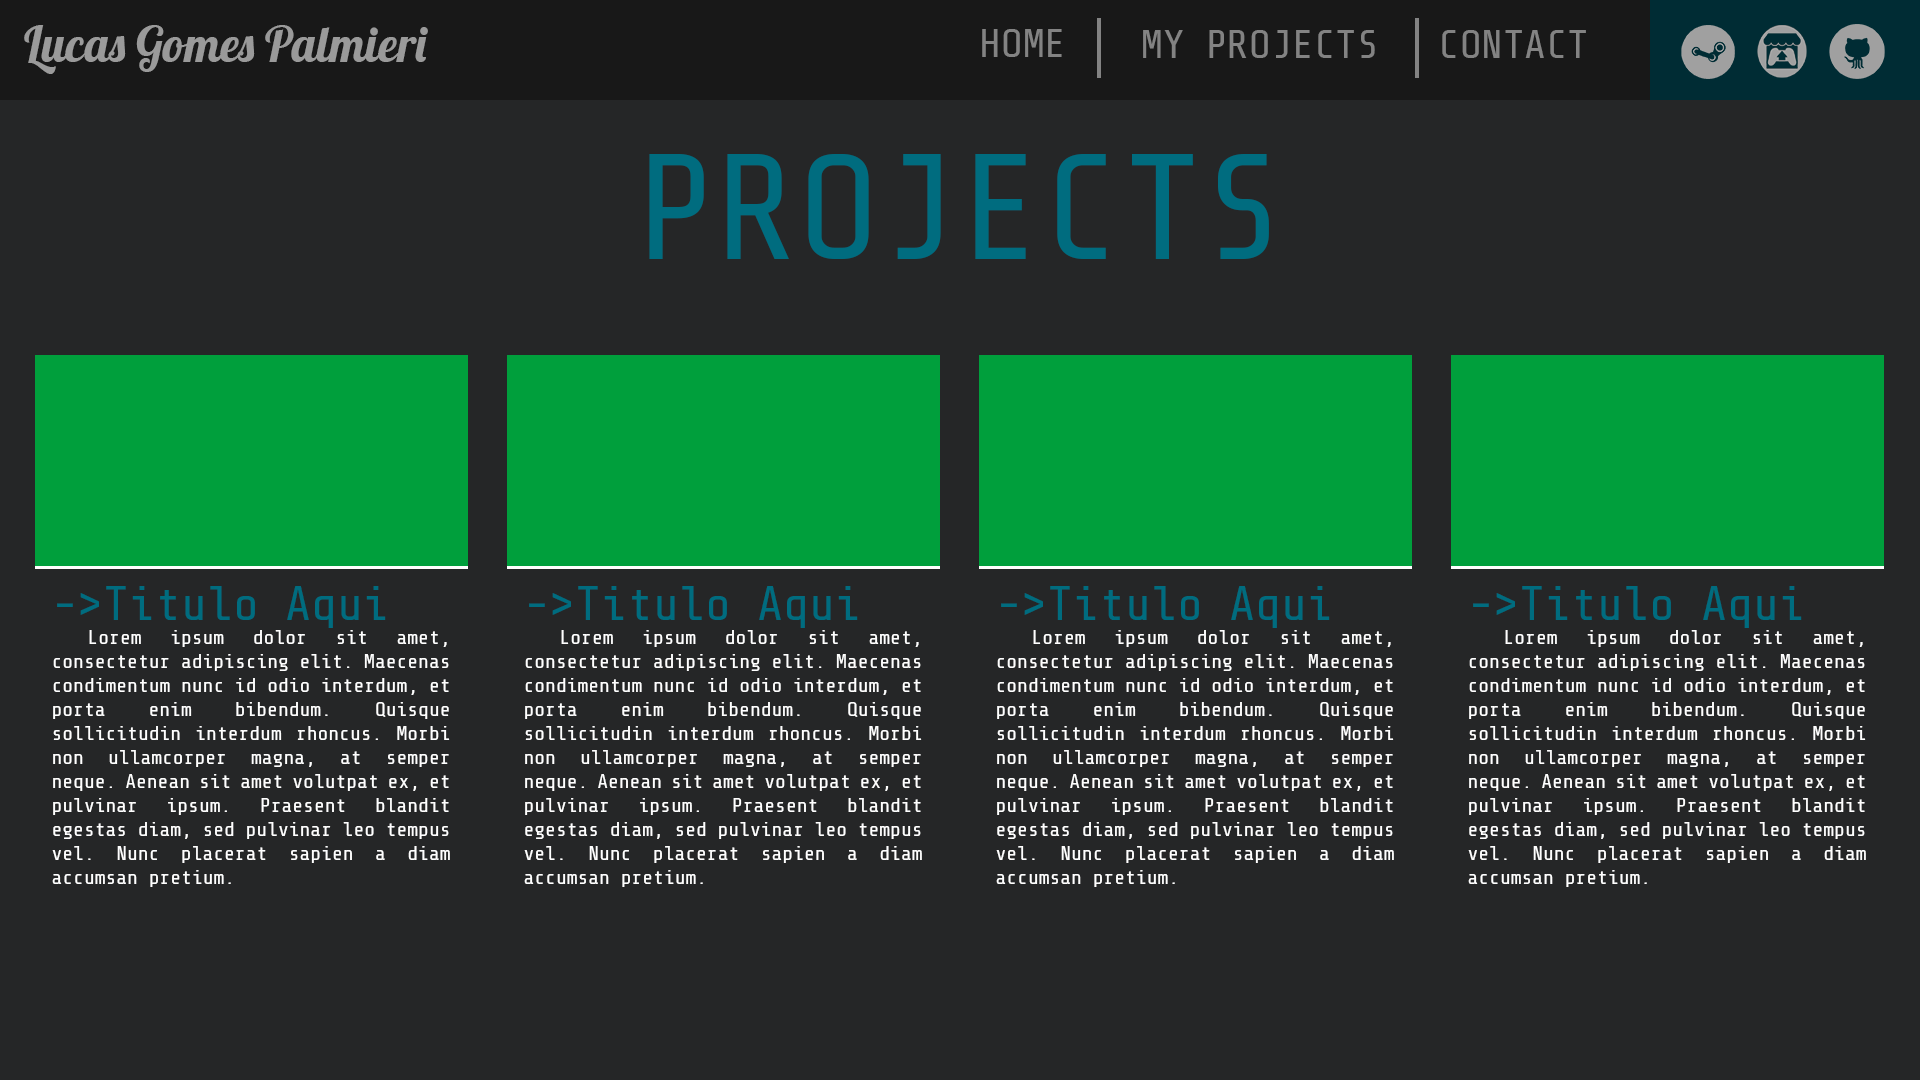 Lucas Gomes Palmieri
HOME
MY PROJECTS
CONTACT
PROJECTS
->Titulo Aqui
Lorem ipsum dolor sit amet,
consectetur adipiscing elit. Maecenas
condimentum nunc id odio interdum, et
porta enim bibendum. Quisque
sollicitudin interdum rhoncus. Morbi
non ullamcorper magna, at semper
neque. Aenean sit amet volutpat ex, et
pulvinar ipsum. Praesent blandit
egestas diam, sed pulvinar leo tempus
vel. Nunc placerat sapien a diam
accumsan pretium.
->Titulo Aqui
Lorem ipsum dolor sit amet,
consectetur adipiscing elit. Maecenas
condimentum nunc id odio interdum, et
porta enim bibendum. Quisque
sollicitudin interdum rhoncus. Morbi
non ullamcorper magna, at semper
neque. Aenean sit amet volutpat ex, et
pulvinar ipsum. Praesent blandit
egestas diam, sed pulvinar leo tempus
vel. Nunc placerat sapien a diam
accumsan pretium.
->Titulo Aqui
Lorem ipsum dolor sit amet,
consectetur adipiscing elit. Maecenas
condimentum nunc id odio interdum, et
porta enim bibendum. Quisque
sollicitudin interdum rhoncus. Morbi
non ullamcorper magna, at semper
neque. Aenean sit amet volutpat ex, et
pulvinar ipsum. Praesent blandit
egestas diam, sed pulvinar leo tempus
vel. Nunc placerat sapien a diam
accumsan pretium.
->Titulo Aqui
Lorem ipsum dolor sit amet,
consectetur adipiscing elit. Maecenas
condimentum nunc id odio interdum, et
porta enim bibendum. Quisque
sollicitudin interdum rhoncus. Morbi
non ullamcorper magna, at semper
neque. Aenean sit amet volutpat ex, et
pulvinar ipsum. Praesent blandit
egestas diam, sed pulvinar leo tempus
vel. Nunc placerat sapien a diam
accumsan pretium.